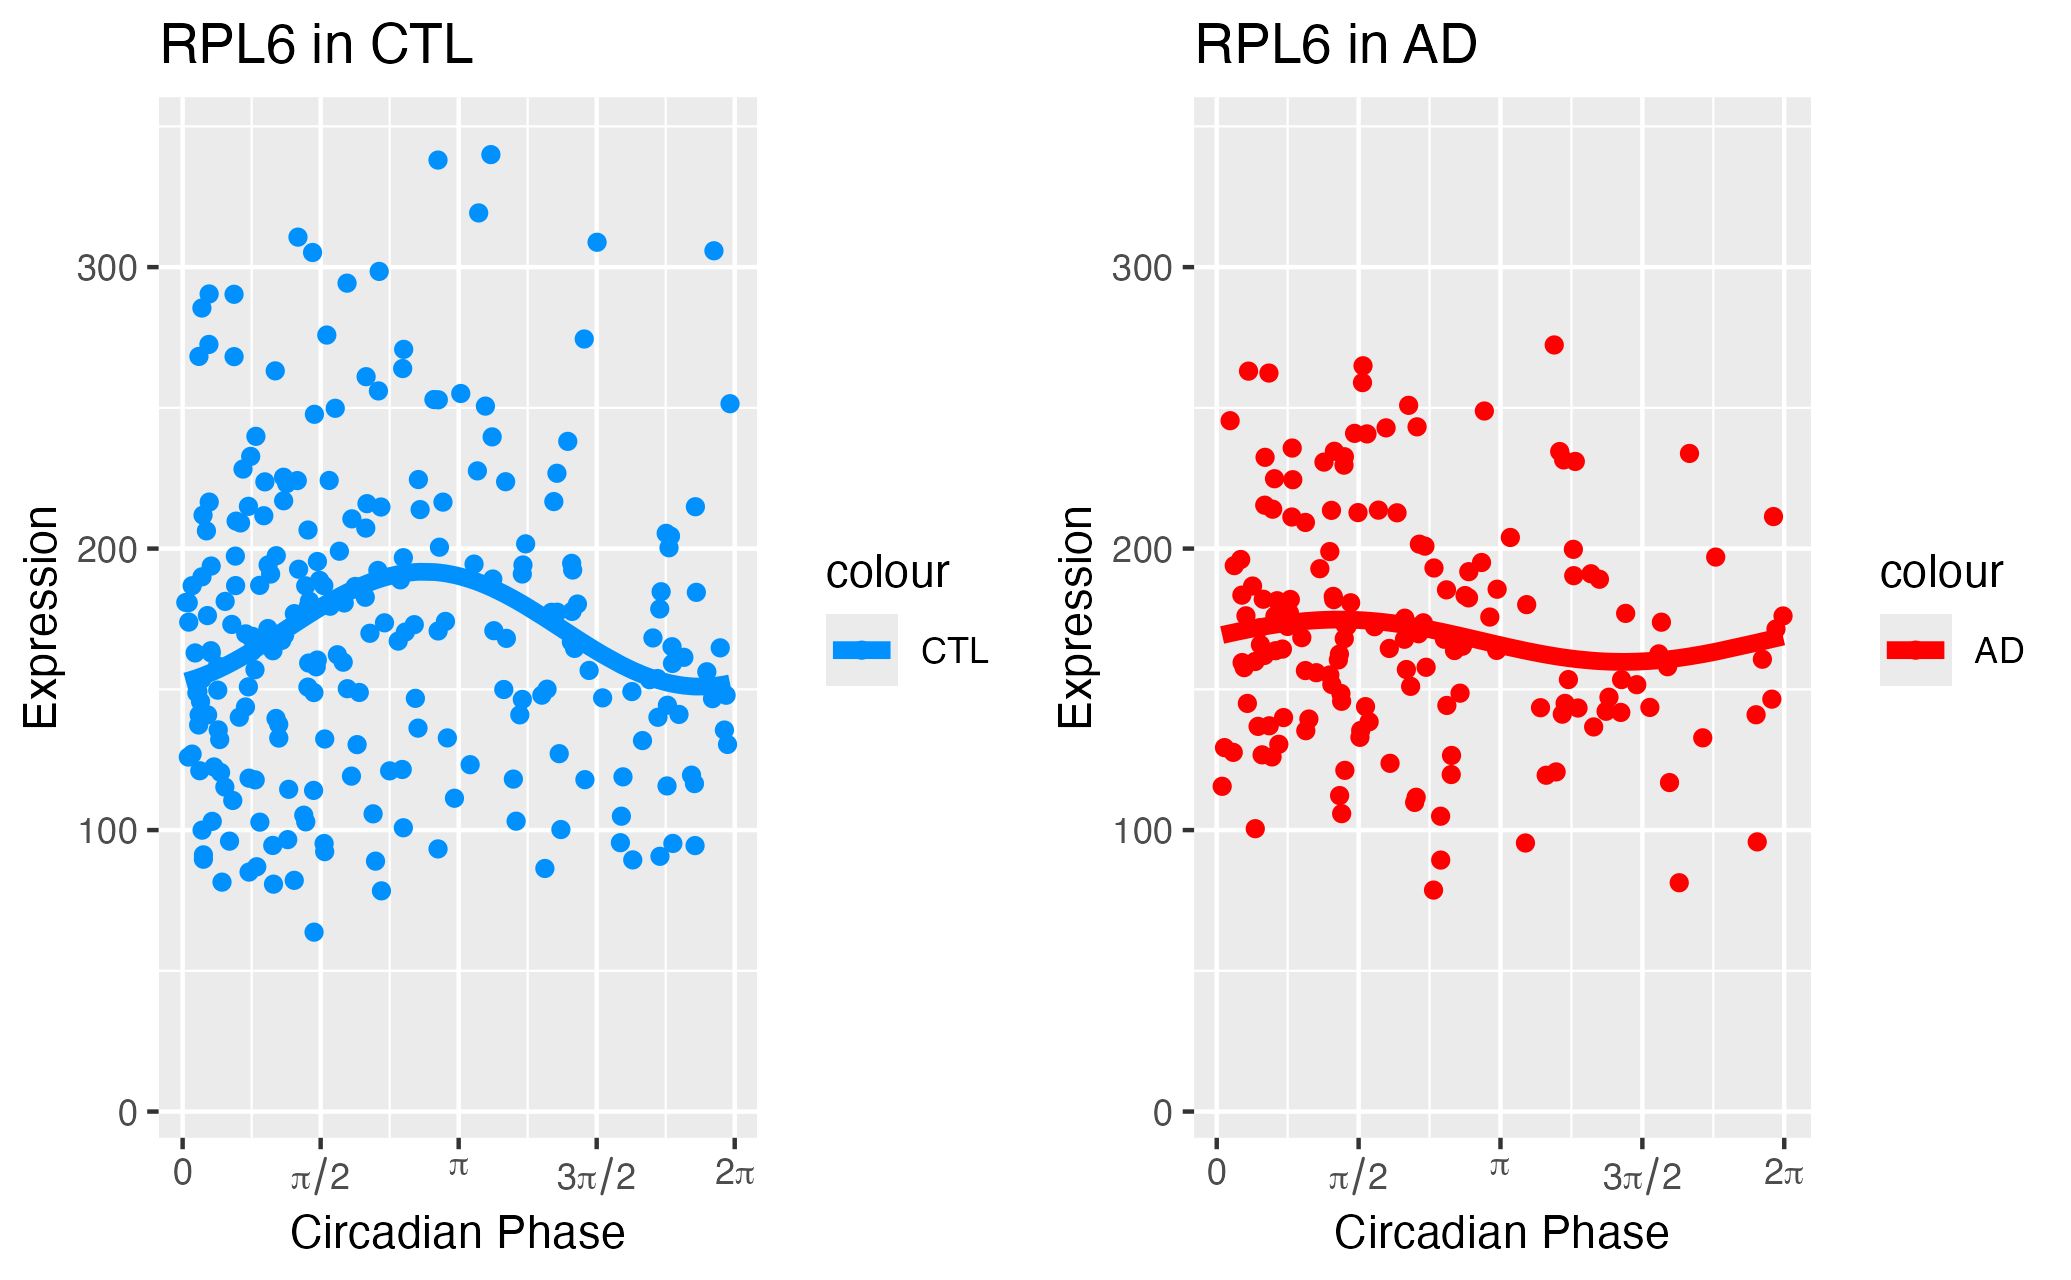 RPL6 in CTL
Expression
300
200
100
0
0 π/2 π 3π/2 2π
Circadian Phase
colour
CTL
RPL6 in AD
Expression
300
200
100
0
0 π/2 π 3π/2 2π
Circadian Phase
colour
AD